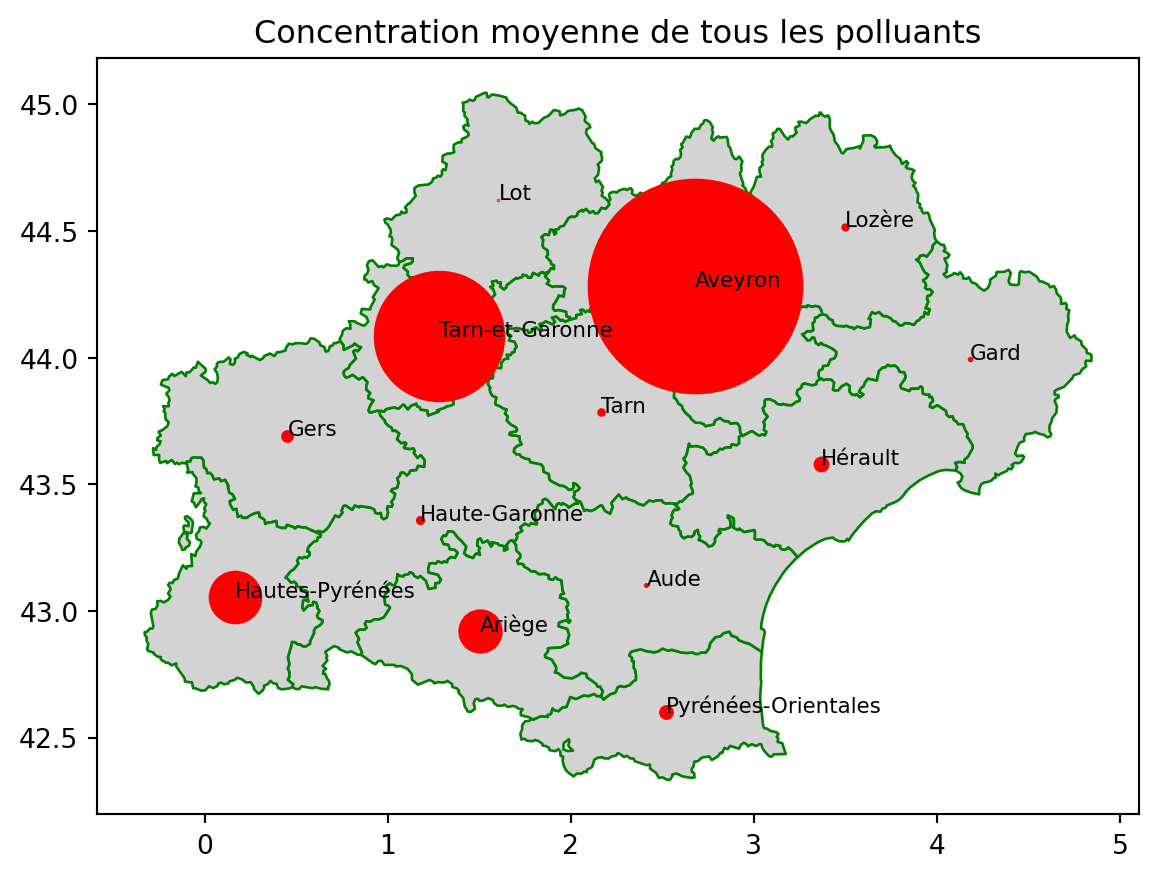 Concentration moyenne de tous les polluants
45.0
44.5
44.0
43.5
43.0
42.5
Lot
Lozère
Aveyron
Tarn-et-Garonne
Gard
Tarn
Gers
Hérault
Haute-Garonne
Aude
Hautes-Pyrénées
Ariège
Pyrénées-Orientales
0 1 2 3 4 5